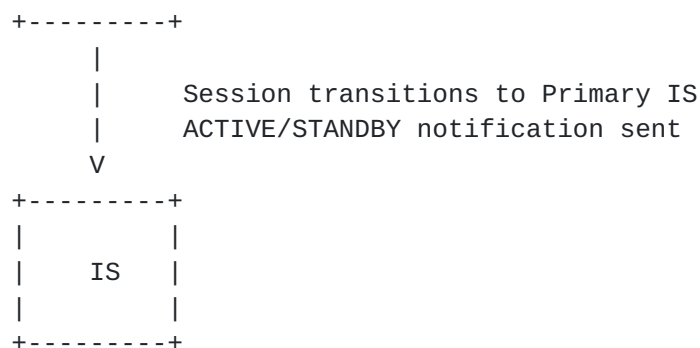 +---------+
     |
     |     Session transitions to Primary IS
     |     ACTIVE/STANDBY notification sent
     V
+---------+
|         |
|    IS   |
|         |
+---------+